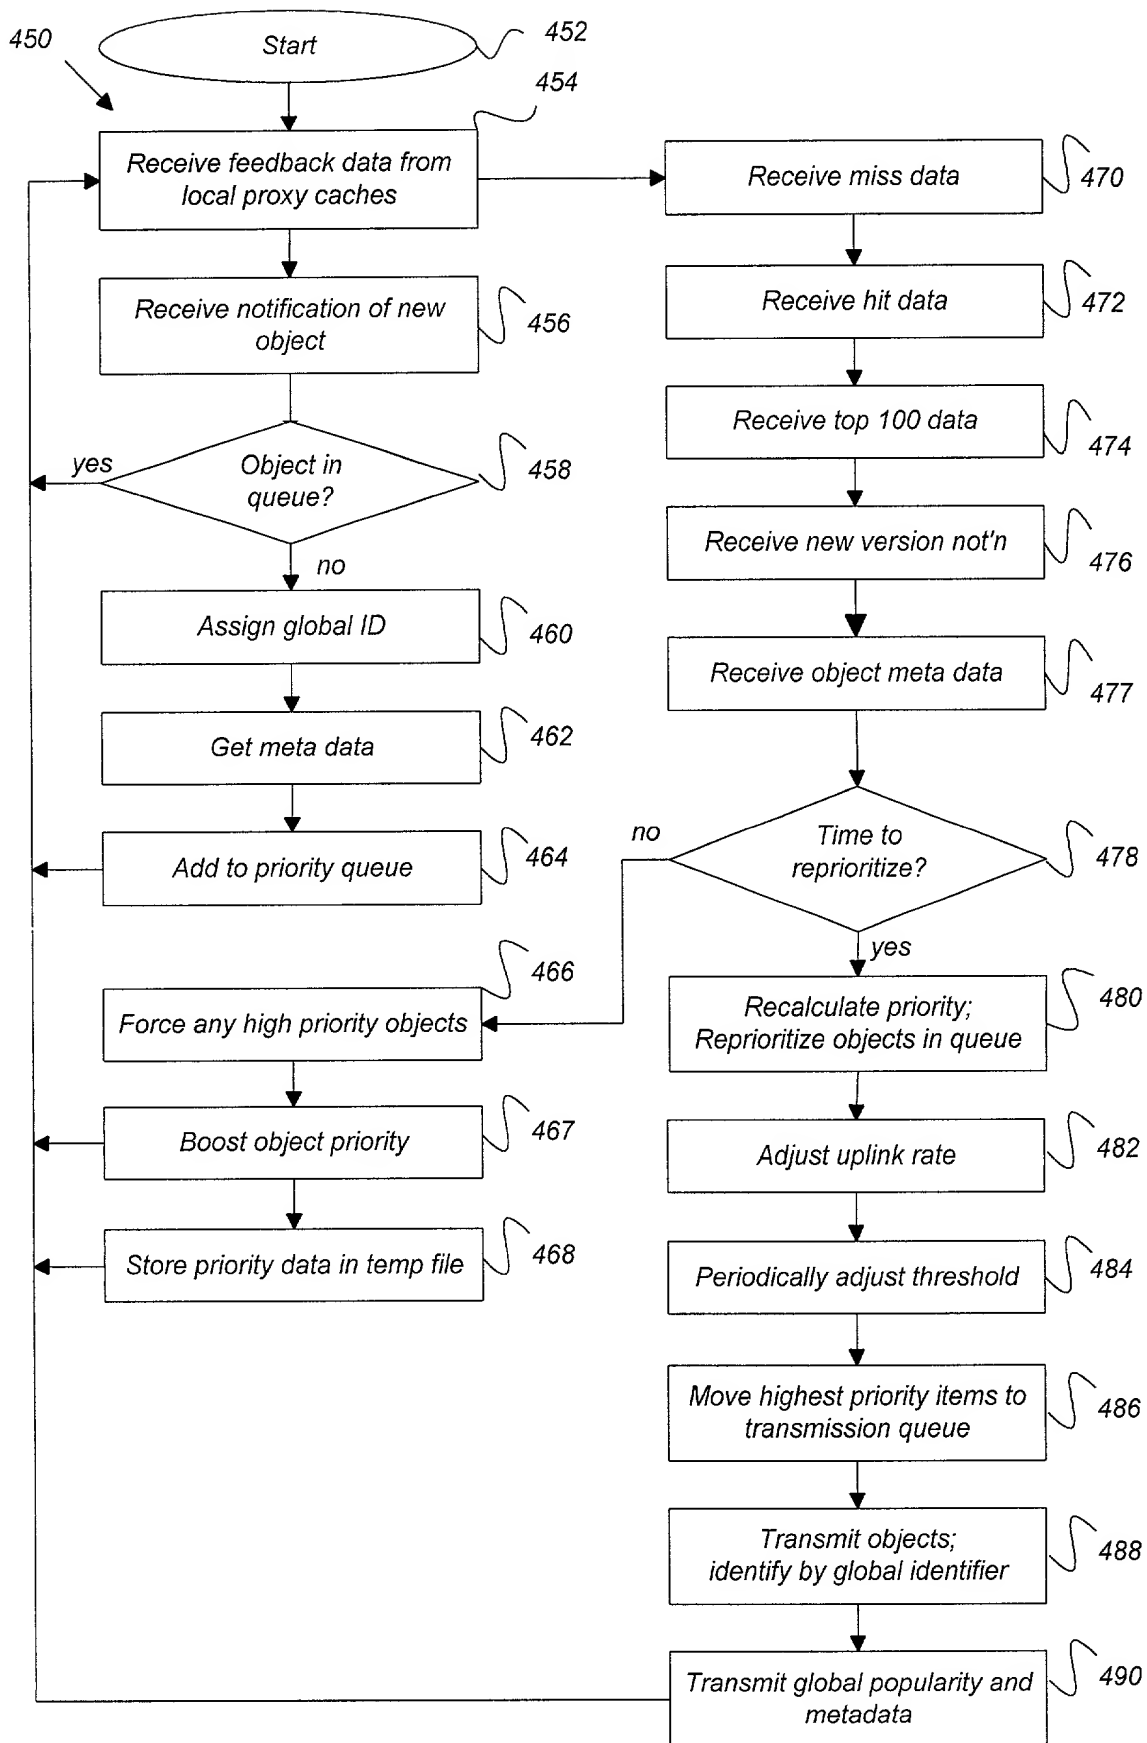 450
Start
452
454
Receive feedback data from
local proxy caches
Receive notification of new
object
456
yes
Object in
queue?
458
no
Assign global ID
460
Get meta data
462
Add to priority queue
464
466
Force any high priority objects
Boost object priority
467
Store priority data in temp file
468
Receive miss data
470
Receive hit data
472
Receive top 100 data
474
Receive new version not'n
476
Receive object meta data
477
no
Time to
reprioritize?
478
yes
Recalculate priority;
Reprioritize objects in queue
480
Adjust uplink rate
482
Periodically adjust threshold
484
Move highest priority items to
transmission queue
486
Transmit objects;
identify by global identifier
488
Transmit global popularity and
metadata
490